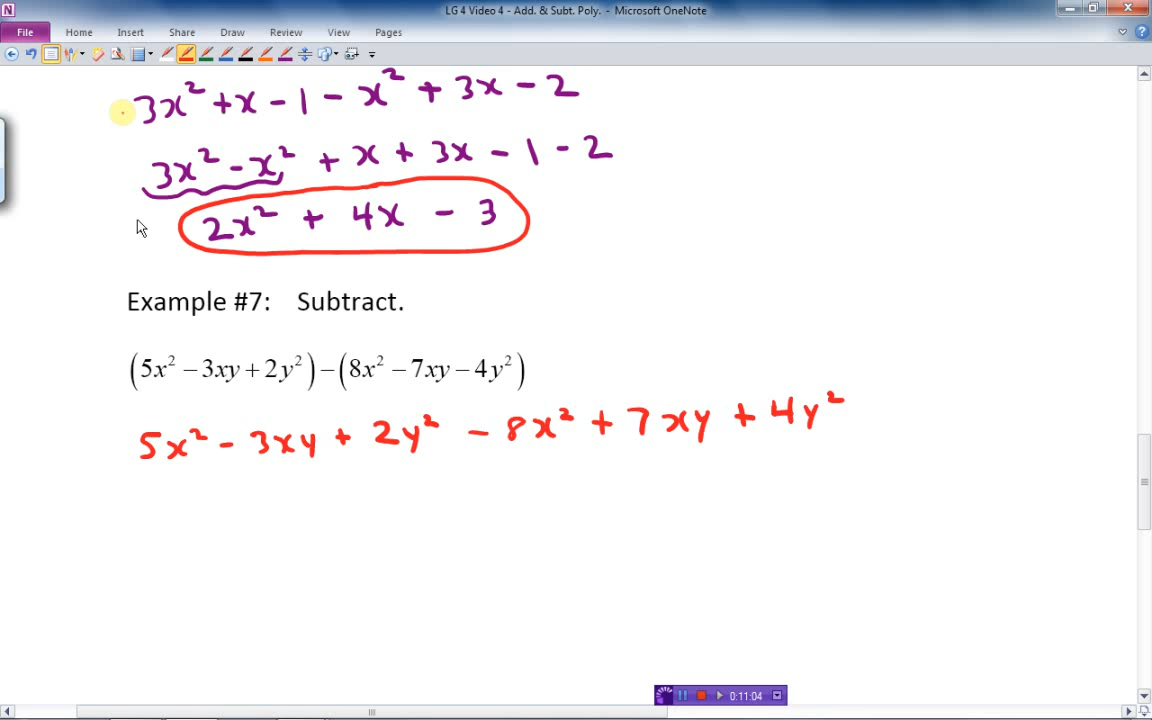 LG 4 Video 4 - Add. & Subt. Poly. - Microsoft OneNote
File Home Insert Share Draw Review View Pages
3x² + x - 1 - x² + 3x - 2
3x² - x² + x + 3x - 1 - 2
2x² + 4x - 3
Example #7: Subtract.
(5x² - 3xy + 2y²) - (8x² - 7xy - 4y²)
5x² - 3xy + 2y² - 8x² + 7xy + 4y²
0:11:04